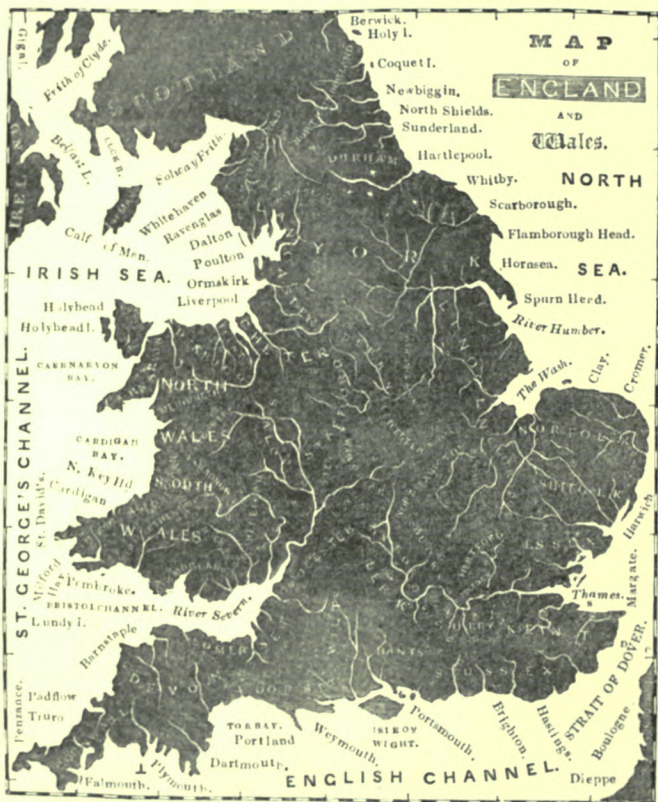 MAP
OF
ENGLAND
AND
Wales.
Berwick.
Holy I.
Coquet I.
Newbiggin.
North Shields.
Sunderland.
Hartlepool.
Whitby.
NORTH
SEA.
Scarborough.
Flamborough Head.
Hornsea.
Spurn Herd.
River Humber.
The Wash.
Clay.
Cromer.
Harwich
Margate.
Thames.
STRAIT OF DOVER.
Boulogne
Dieppe
Hastings.
Brighton.
Portsmouth.
ISLE OF
WIGHT.
Weymouth.
TORBAY.
Portland
Dartmouth.
ENGLISH CHANNEL.
Plymouth.
Falmouth.
Penzance.
Truro
Padflow
Barnstaple
Lundy I.
BRISTOL CHANNEL.
River Severn.
Pembroke.
Milford
St. David's.
Cardigan
N. Key Hd
CARDIGAN
BAY.
CAERNARVON
BAY.
Holyhead I.
Holyhead
ST. GEORGE'S CHANNEL.
IRISH SEA.
Liverpool
Ormskirk
Poulton
Dalton
Ravenglas
Whitehaven
Solway Frith.
Calf of Man.
Belfast L.
Frith of Clyde.
SCOTLAND
DURHAM
YORK
CHESTER
NORTH
WALES
SOUTH
WALES
NORFOLK
SUFFOLK
DEVON
HANTS
SUSSEX